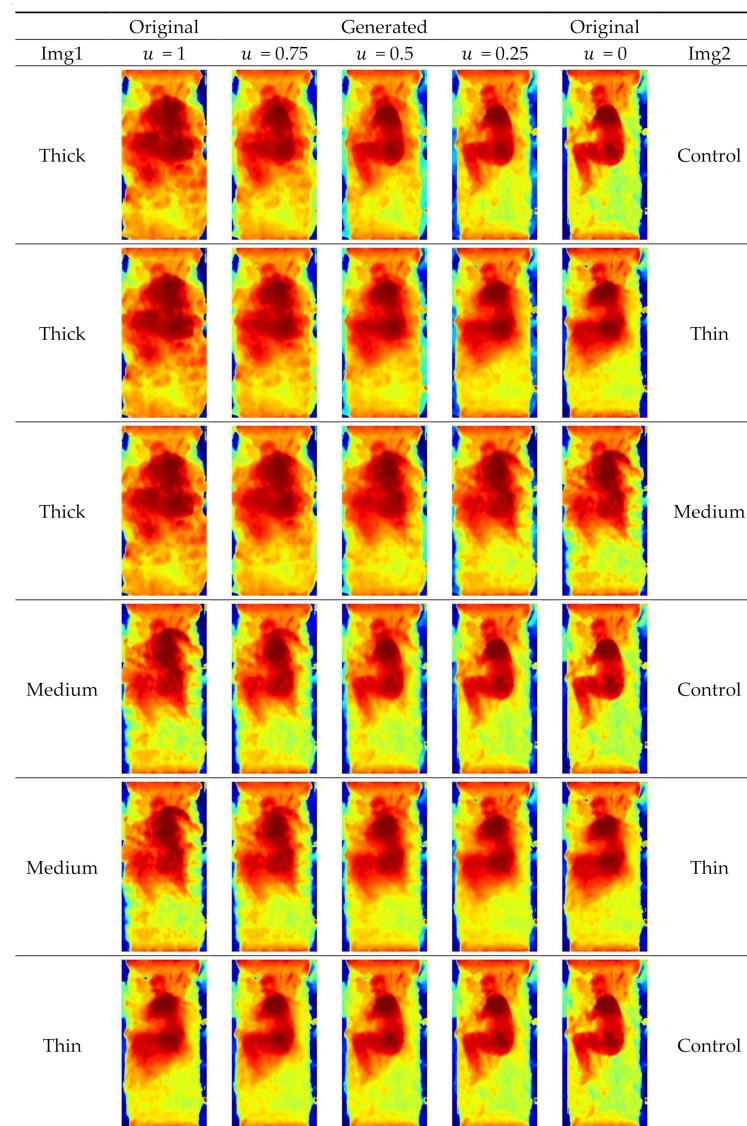 Original Generated Original
Img1 u = 1 u = 0.75 u = 0.5 u = 0.25 u = 0 Img2
Thick Control
Thick Thin
Thick Medium
Medium Control
Medium Thin
Thin Control